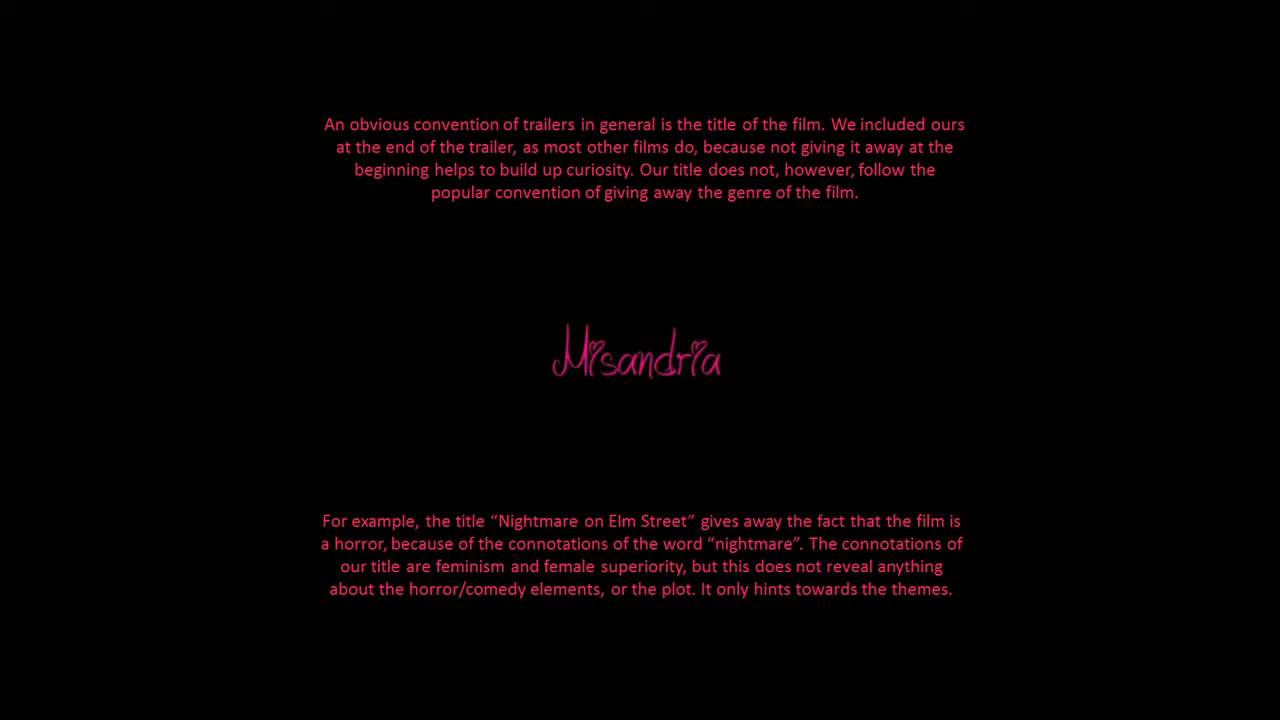 An obvious convention of trailers in general is the title of the film. We included ours
at the end of the trailer, as most other films do, because not giving it away at the
beginning helps to build up curiosity. Our title does not, however, follow the
popular convention of giving away the genre of the film.
Misandria
For example, the title “Nightmare on Elm Street” gives away the fact that the film is
a horror, because of the connotations of the word “nightmare”. The connotations of
our title are feminism and female superiority, but this does not reveal anything
about the horror/comedy elements, or the plot. It only hints towards the themes.